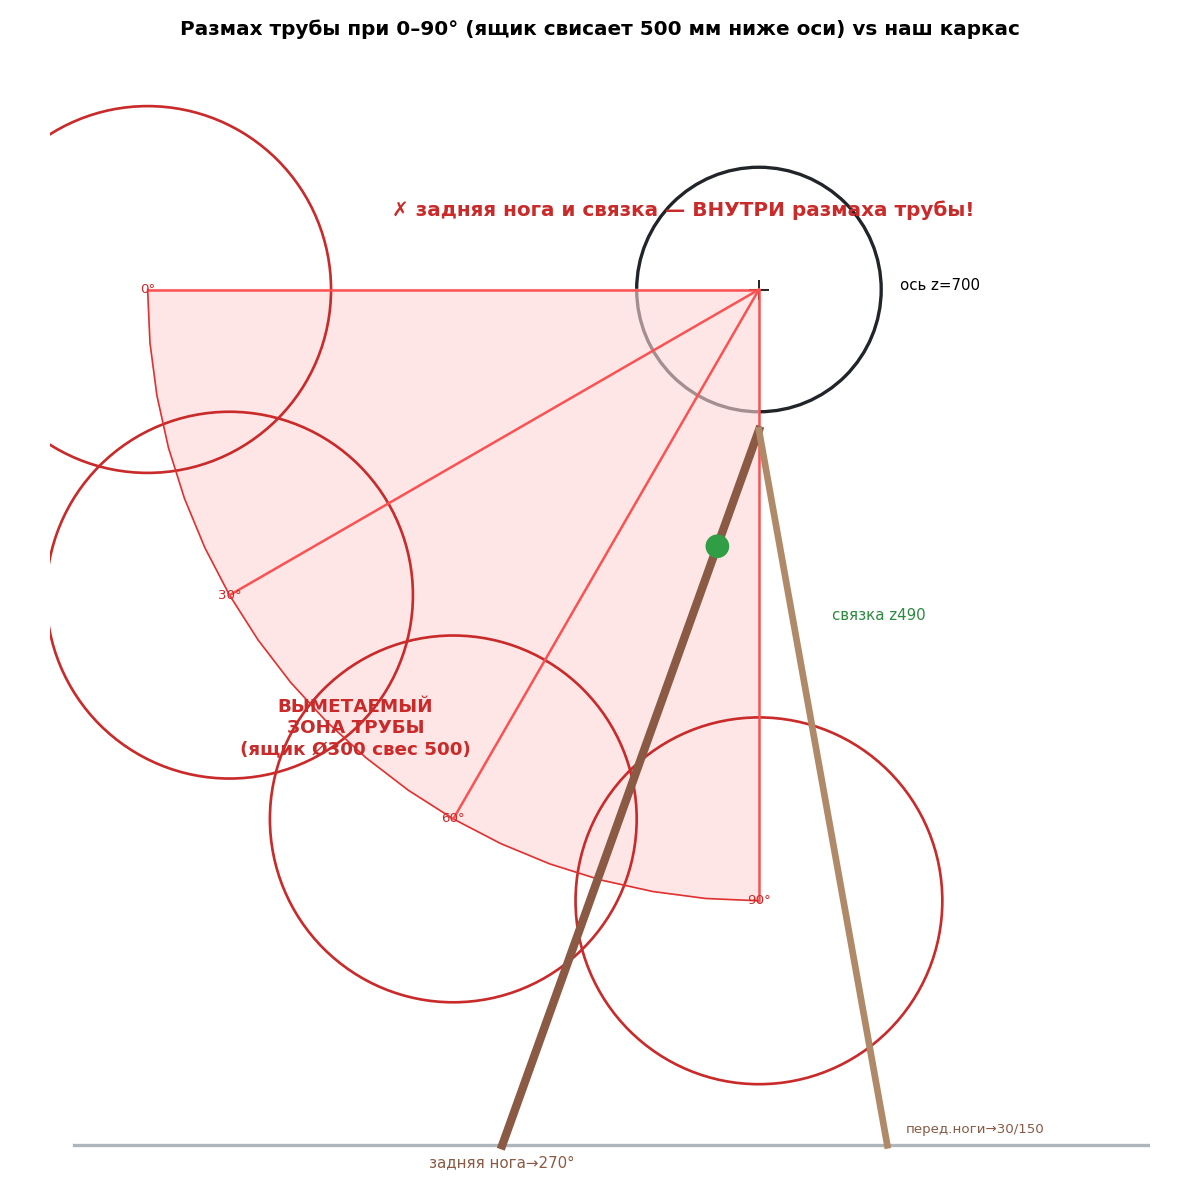 Размах трубы при 0–90° (ящик свисает 500 мм ниже оси) vs наш каркас
✗ задняя нога и связка — ВНУТРИ размаха трубы!
ось z=700
0°
30°
связка z490
ВЫМЕТАЕМЫЙ
ЗОНА ТРУБЫ
(ящик Ø300 свес 500)
60°
90°
перед.ноги→30/150
задняя нога→270°